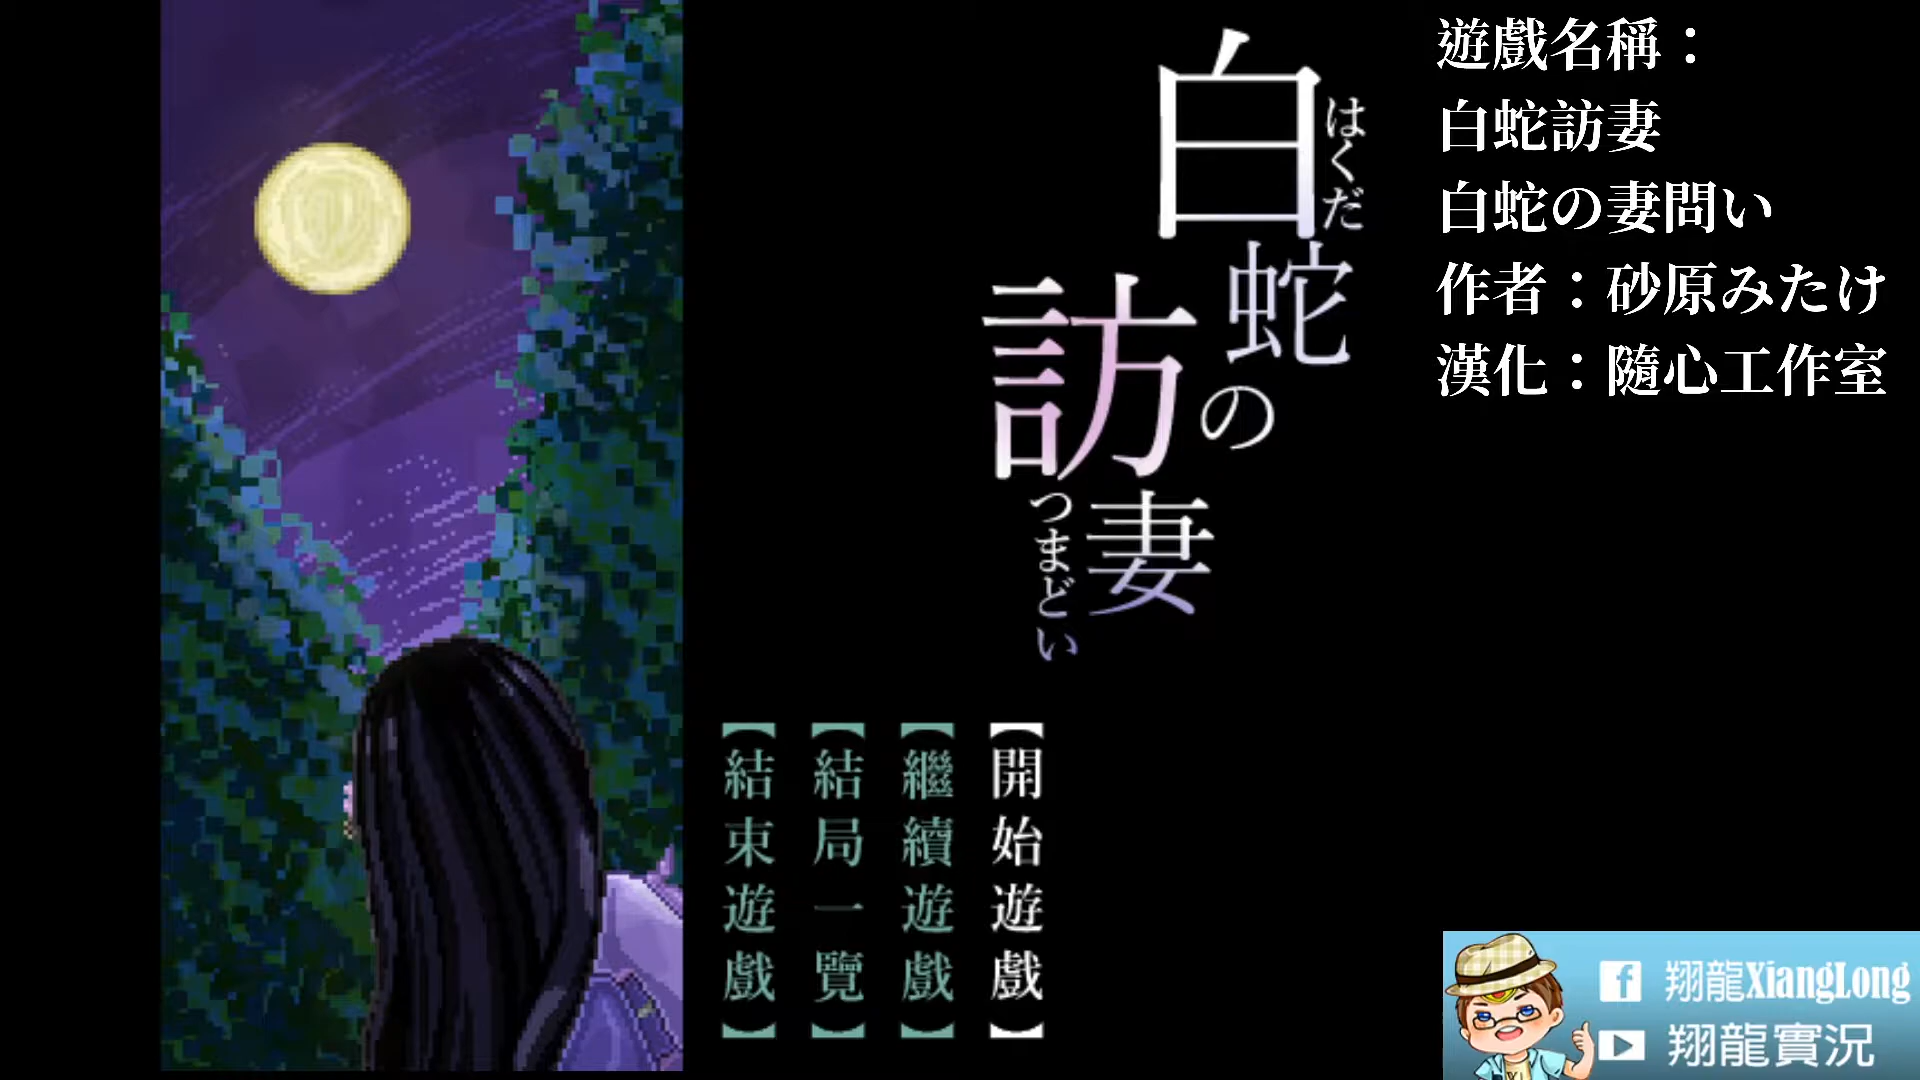 白蛇の訪妻
はくだ
つまどい
【開始遊戲】
【繼續遊戲】
【結局一覽】
【結束遊戲】
遊戲名稱：
白蛇訪妻
白蛇の妻問い
作者：砂原みたけ
漢化：隨心工作室
f 翔龍XiangLong
翔龍實況